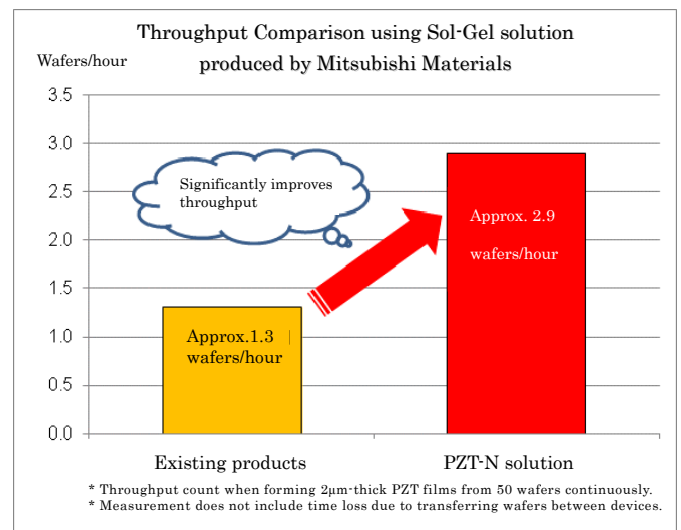 Throughput Comparison using Sol-Gel solution
produced by Mitsubishi Materials
Wafers/hour
3.5
3.0
2.5
2.0
1.5
1.0
0.5
0.0
Significantly improves
throughput
Approx. 2.9
wafers/hour
Approx.1.3
wafers/hour
Existing products
PZT-N solution
* Throughput count when forming 2μm-thick PZT films from 50 wafers continuously.
* Measurement does not include time loss due to transferring wafers between devices.